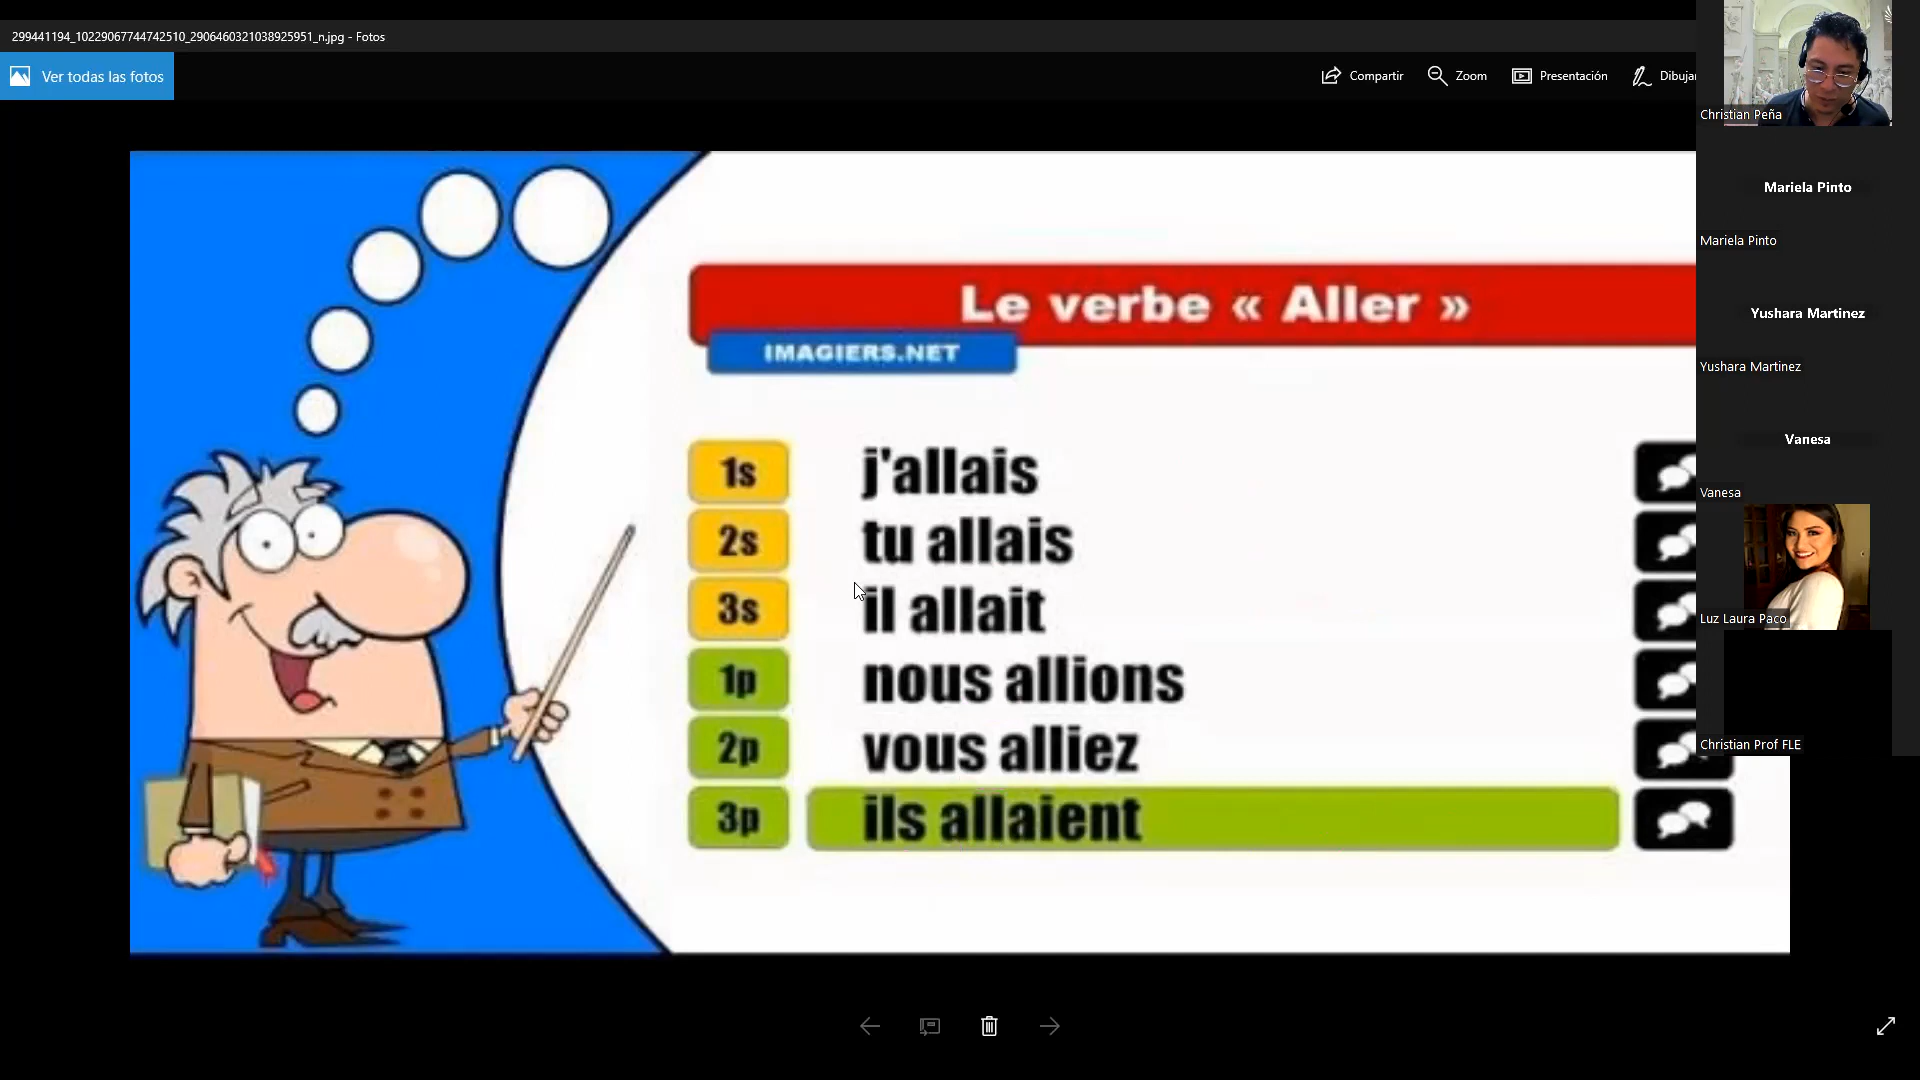 299441194_10229067744742510_2906460321038925951_n.jpg - Fotos
Ver todas las fotos
Compartir
Zoom
Presentación
Dibujar
Le verbe « Aller »
IMAGIERS.NET
1s j'allais
2s tu allais
3s il allait
1p nous allions
2p vous alliez
3p ils allaient
Christian Peña
Mariela Pinto
Mariela Pinto
Yushara Martinez
Yushara Martinez
Vanesa
Vanesa
Luz Laura Paco
Christian Prof FLE